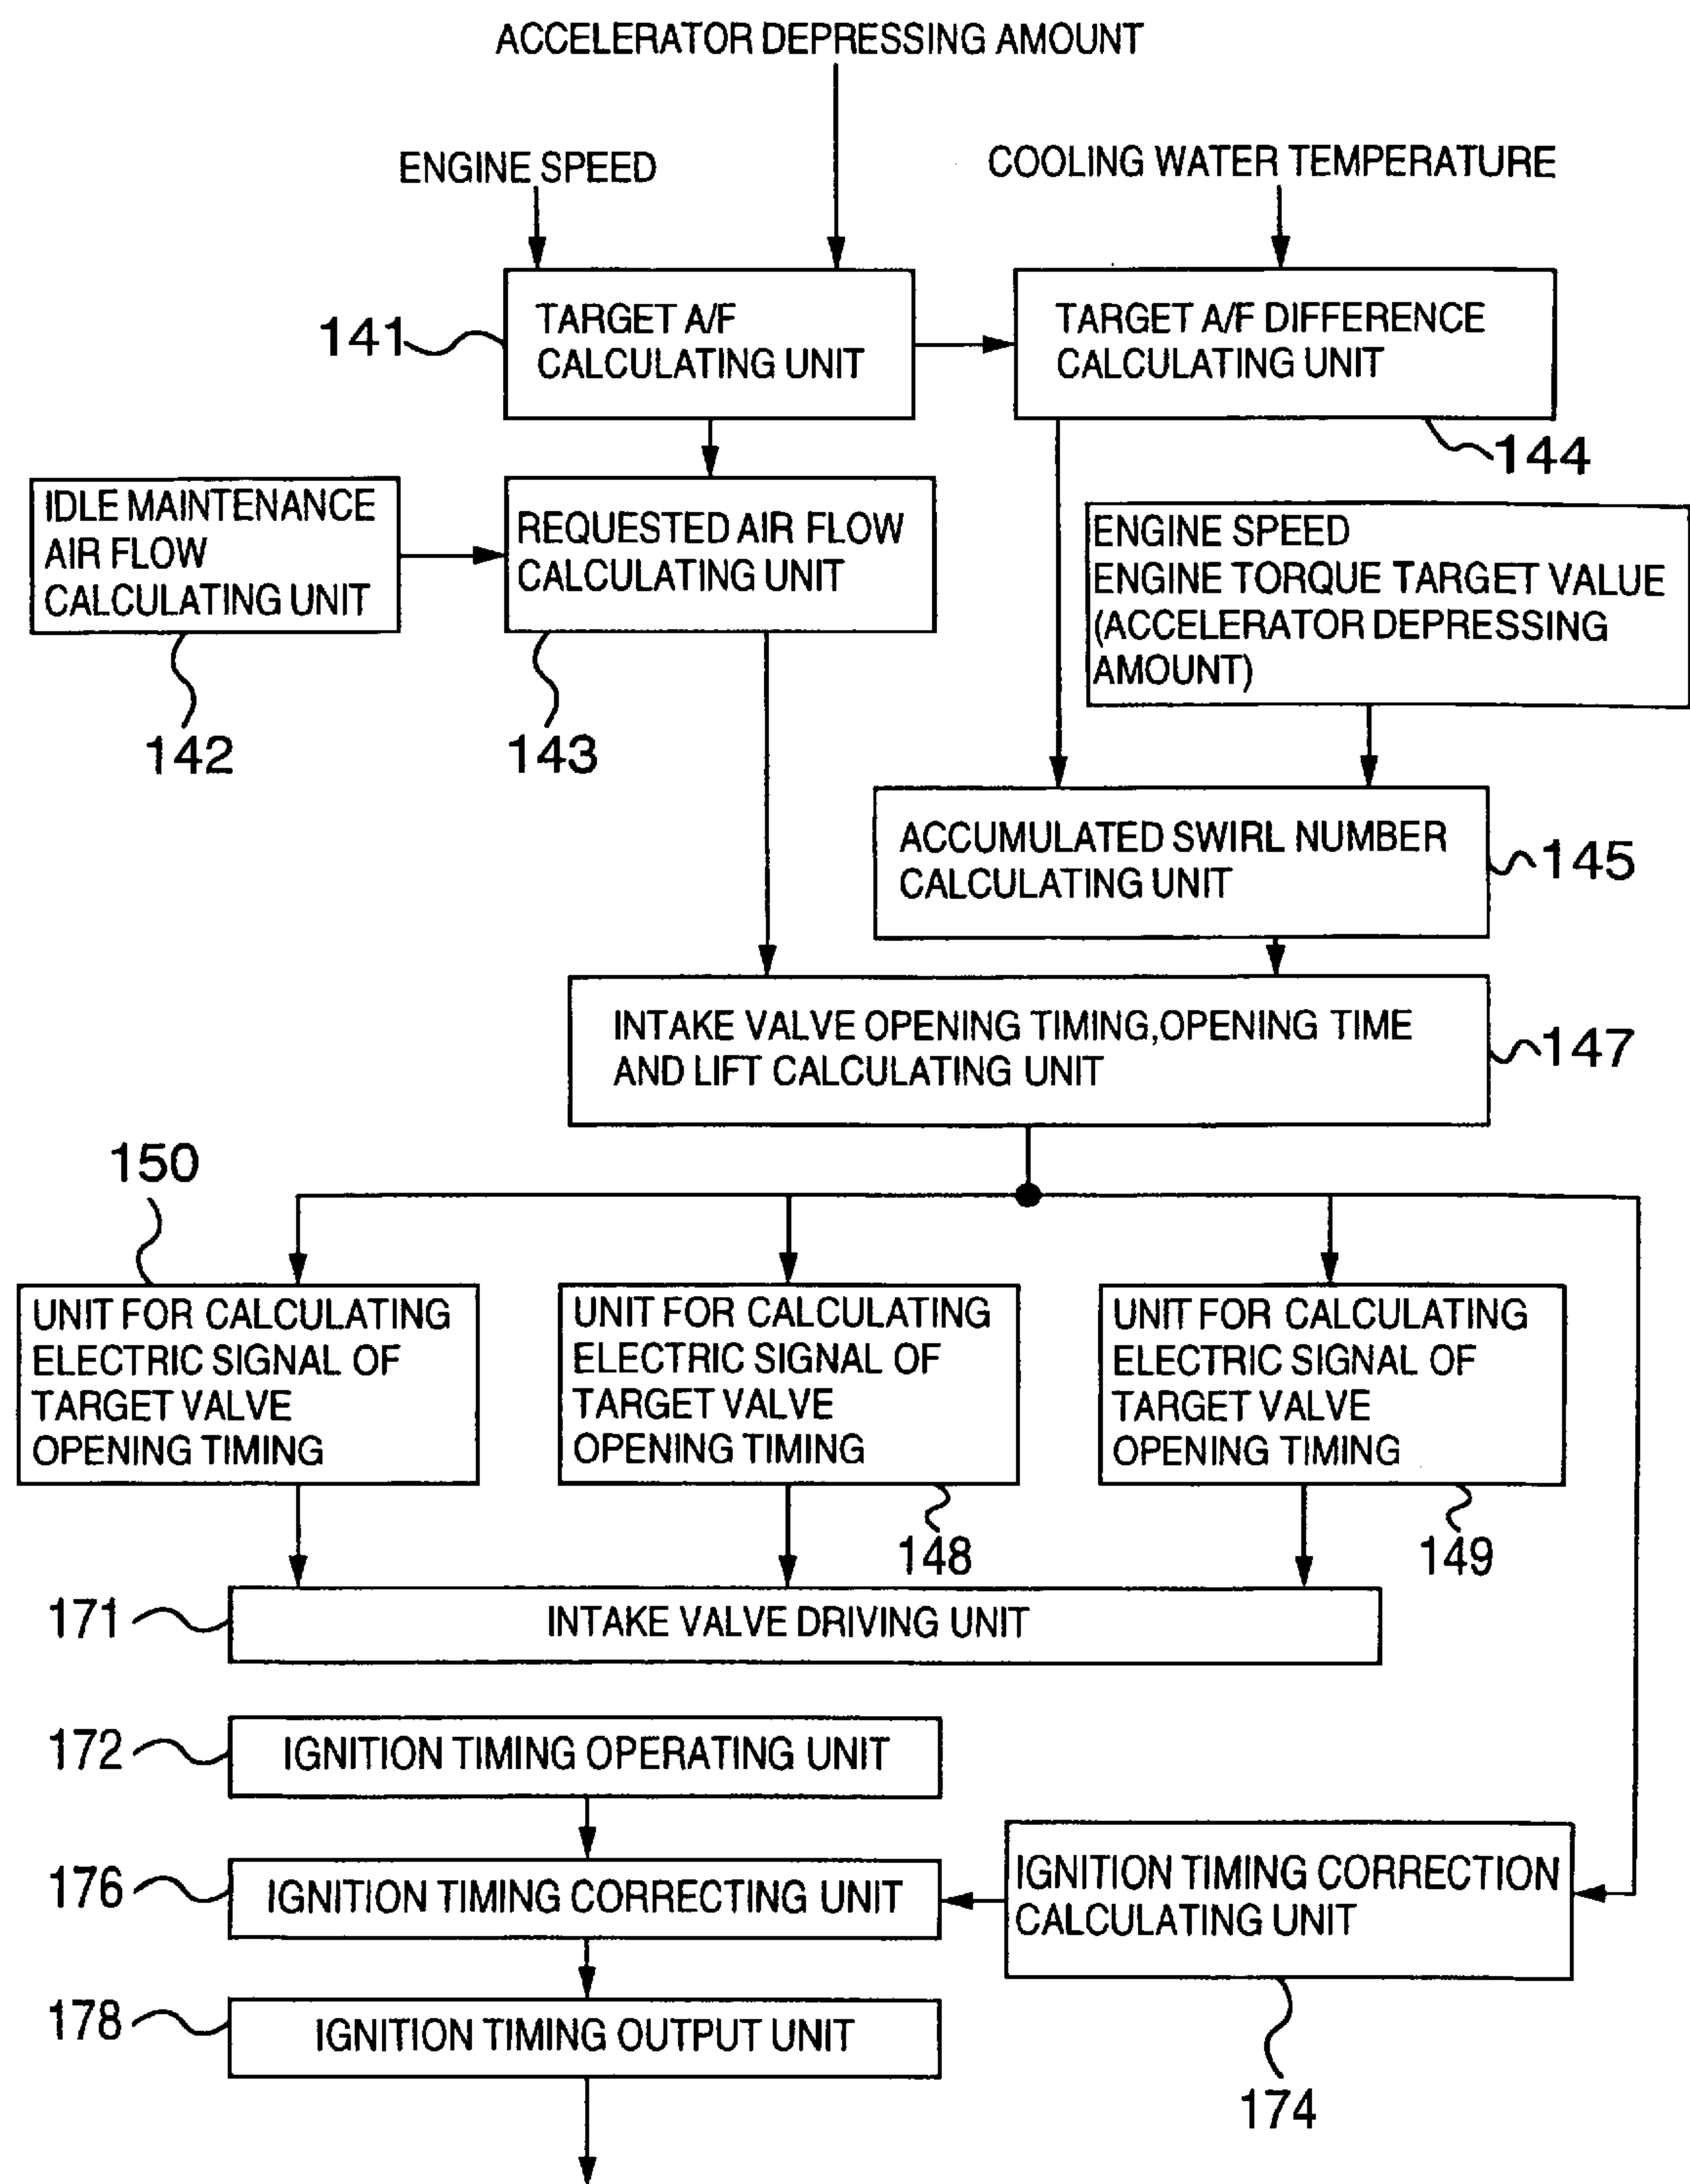 ACCELERATOR DEPRESSING AMOUNT
ENGINE SPEED
COOLING WATER TEMPERATURE
141
TARGET A/F
CALCULATING UNIT
TARGET A/F DIFFERENCE
CALCULATING UNIT
144
IDLE MAINTENANCE
AIR FLOW
CALCULATING UNIT
142
REQUESTED AIR FLOW
CALCULATING UNIT
143
ENGINE SPEED
ENGINE TORQUE TARGET VALUE
(ACCELERATOR DEPRESSING
AMOUNT)
ACCUMULATED SWIRL NUMBER
CALCULATING UNIT
145
INTAKE VALVE OPENING TIMING,OPENING TIME
AND LIFT CALCULATING UNIT
147
150
UNIT FOR CALCULATING
ELECTRIC SIGNAL OF
TARGET VALVE
OPENING TIMING
UNIT FOR CALCULATING
ELECTRIC SIGNAL OF
TARGET VALVE
OPENING TIMING
148
UNIT FOR CALCULATING
ELECTRIC SIGNAL OF
TARGET VALVE
OPENING TIMING
149
171
INTAKE VALVE DRIVING UNIT
172
IGNITION TIMING OPERATING UNIT
176
IGNITION TIMING CORRECTING UNIT
IGNITION TIMING CORRECTION
CALCULATING UNIT
174
178
IGNITION TIMING OUTPUT UNIT